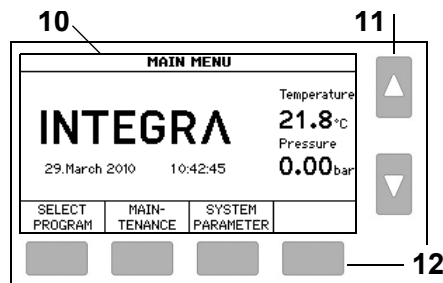 10
11
MAIN MENU
INTEGRA
Temperature
21.8°C
Pressure
0.00bar
29.March 2010 10:42:45
SELECT PROGRAM
MAIN-TENANCE
SYSTEM PARAMETER
12